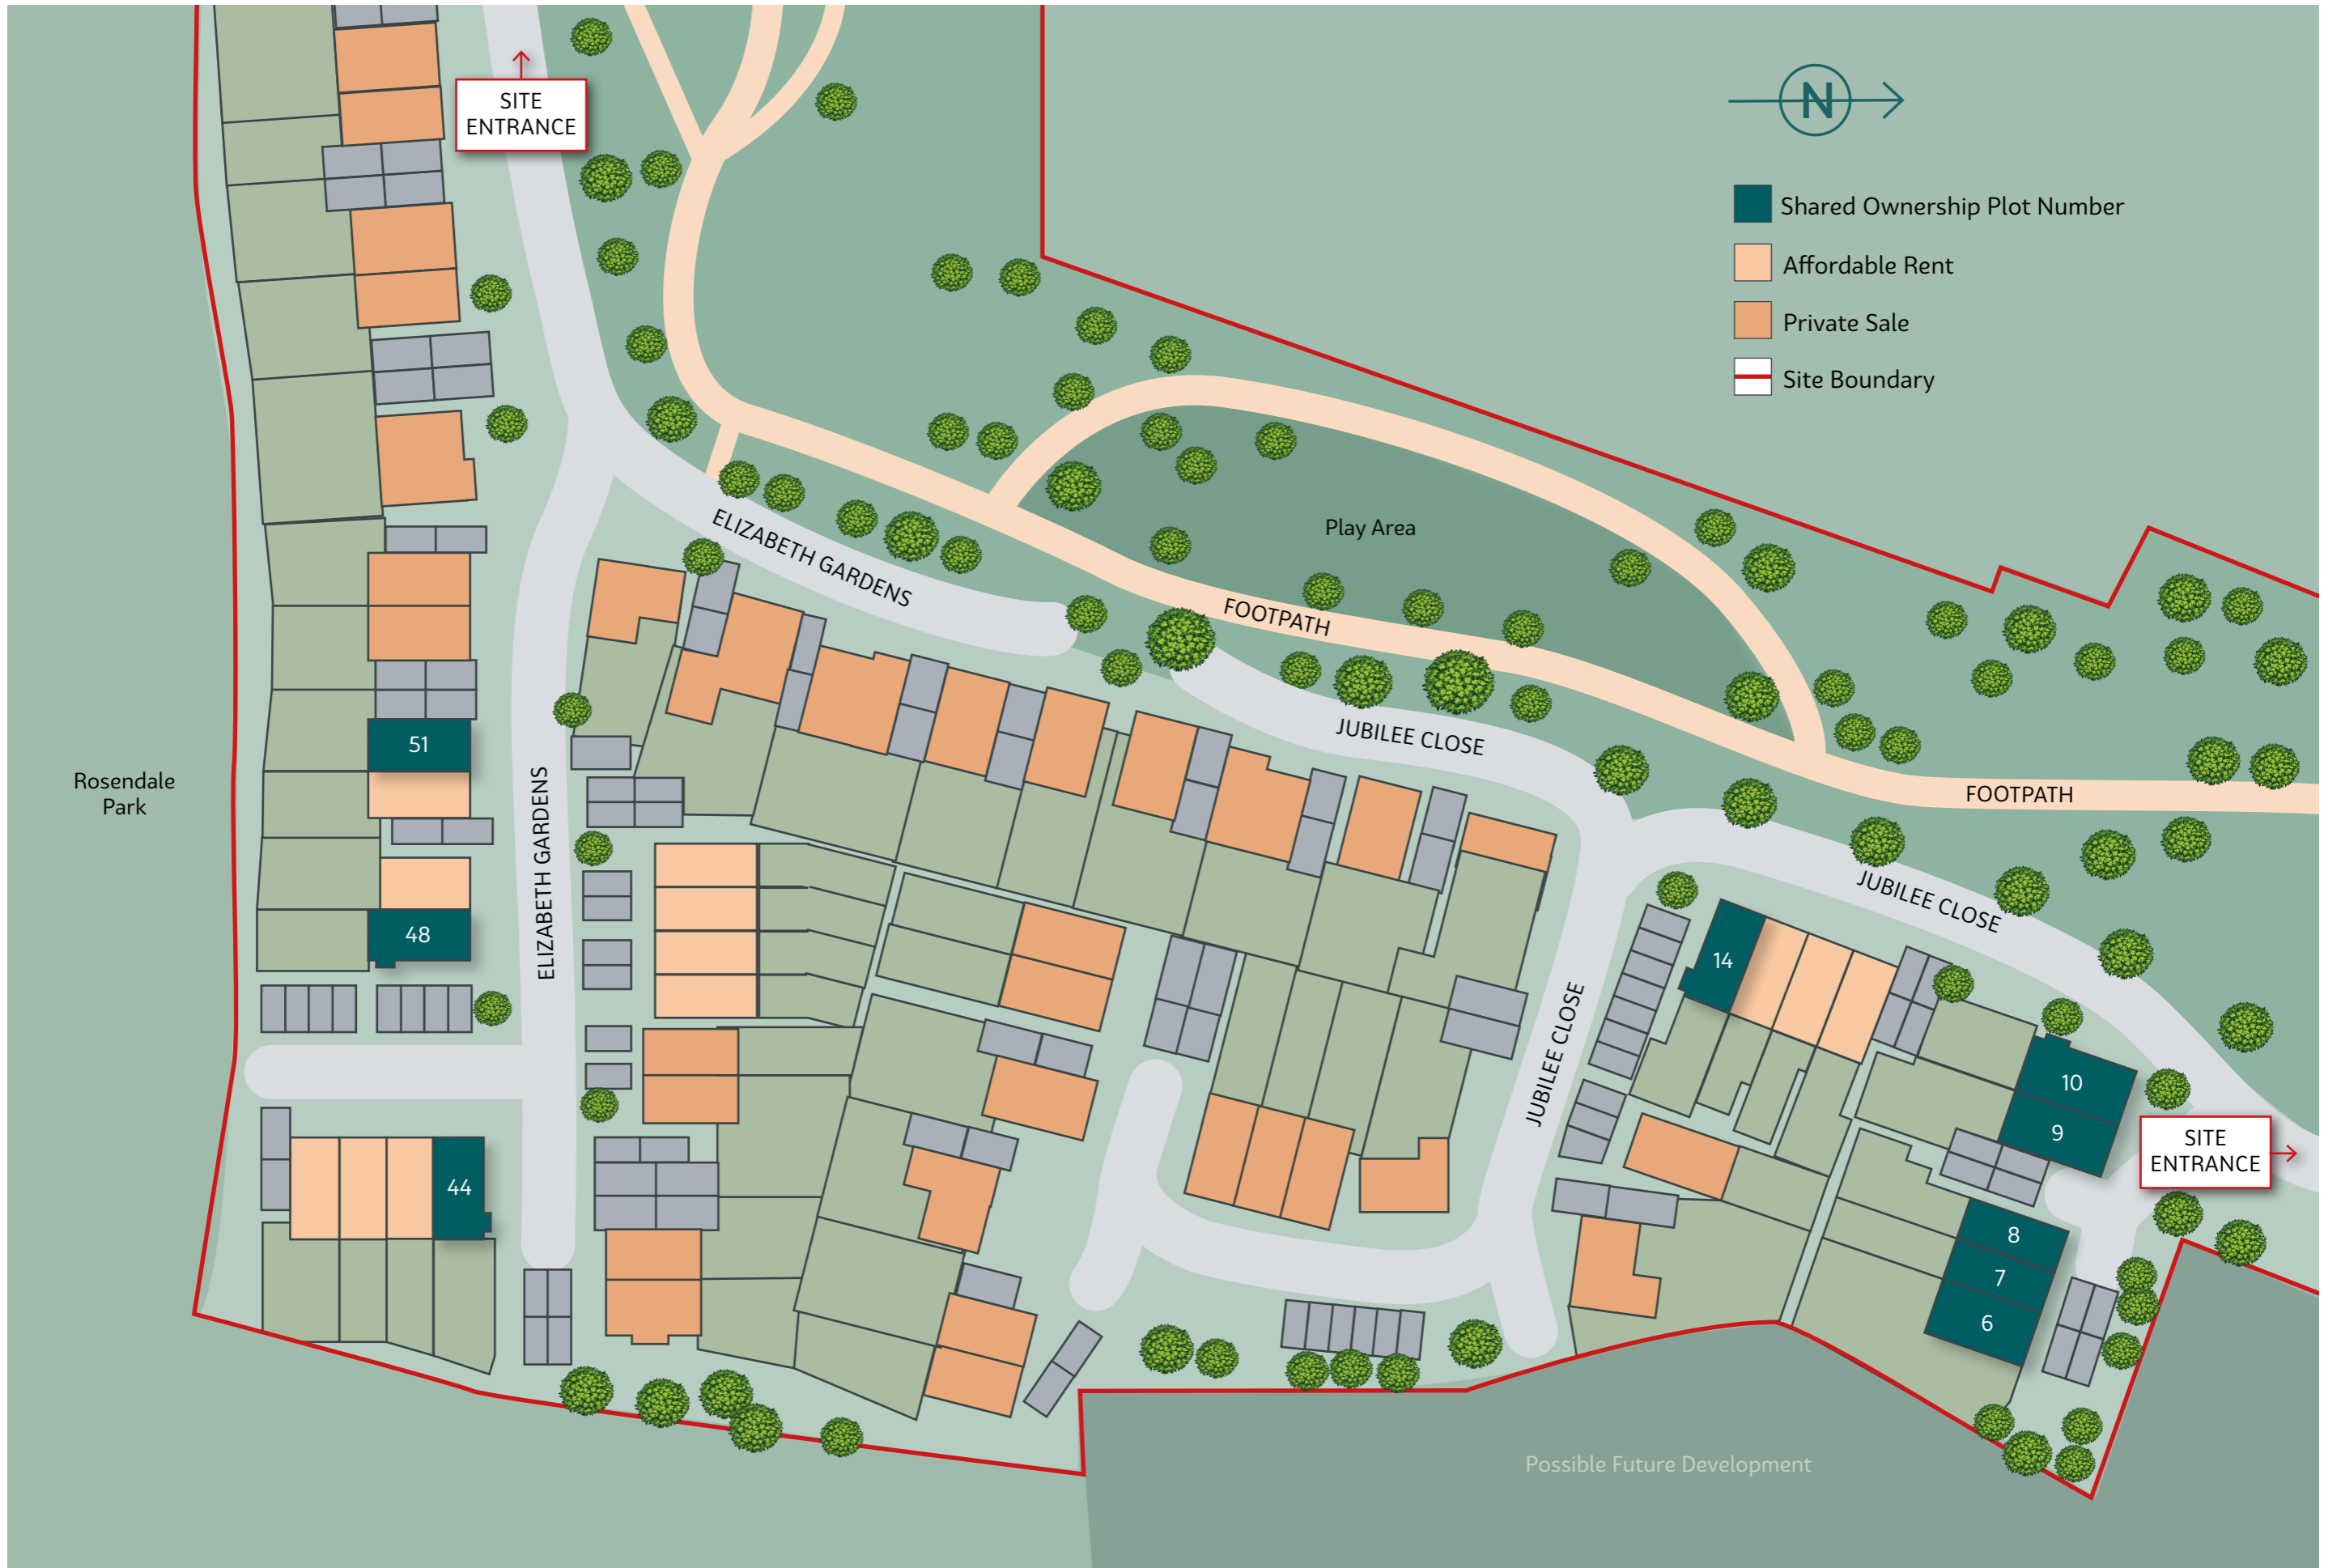 SITE
ENTRANCE
N
Shared Ownership Plot Number
Affordable Rent
Private Sale
Site Boundary
Play Area
ELIZABETH GARDENS
FOOTPATH
JUBILEE CLOSE
51
Rosendale
Park
FOOTPATH
ELIZABETH GARDENS
48
JUBILEE CLOSE
14
JUBILEE CLOSE
10
9
SITE
ENTRANCE
44
8
7
6
Possible Future Development